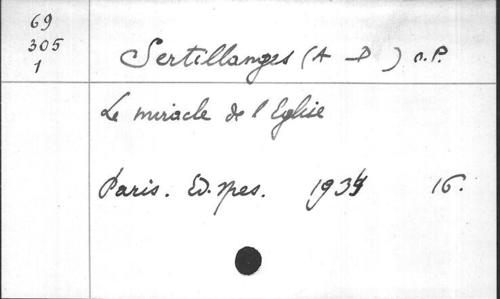 69
305
1
Sertillanges (A-D) o.P.
Le miracle de l'Eglise
Paris. Ed. Spes. 1934 16.